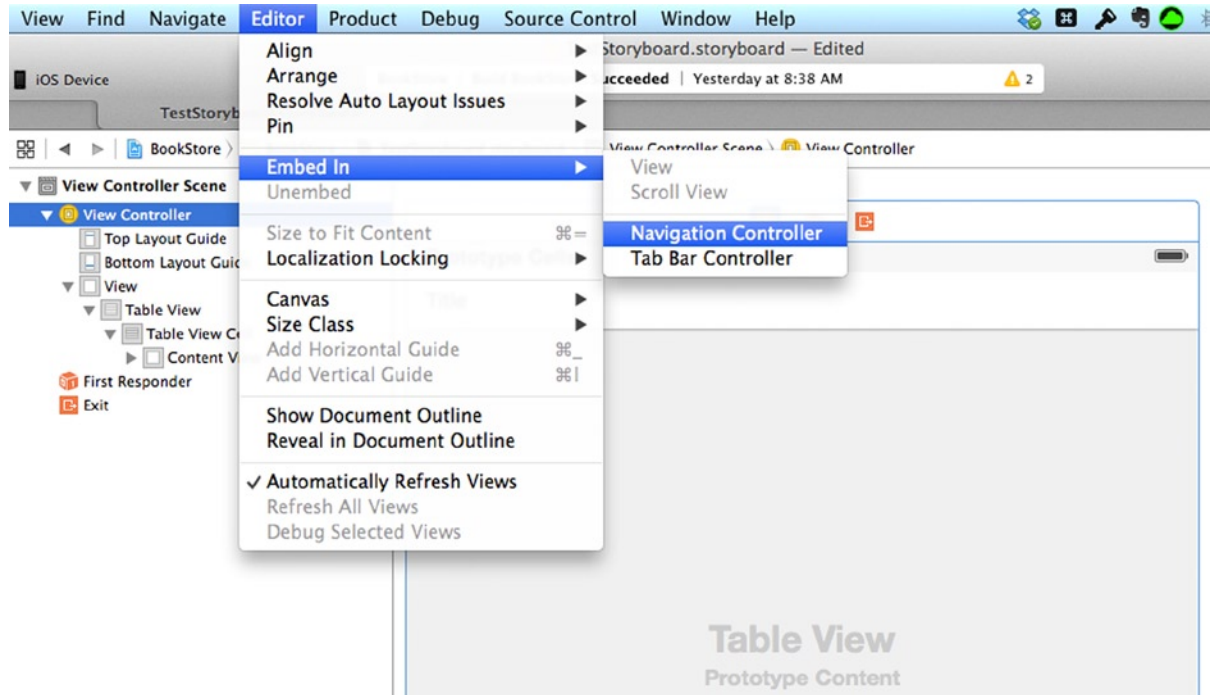 View Find Navigate Editor Product Debug Source Control Window Help
Storyboard.storyboard — Edited
iOS Device
ucceeded | Yesterday at 8:38 AM
2
TestStoryb
BookStore
View Controller Scene
View Controller
View Controller Scene
View Controller
Top Layout Guide
Bottom Layout Guid
View
Table View
Table View Ce
Content V
First Responder
Exit
Align
Arrange
Resolve Auto Layout Issues
Pin
Embed In
Unembed
Size to Fit Content ⌘=
Localization Locking
Canvas
Size Class
Add Horizontal Guide ⌘_
Add Vertical Guide ⌘|
Show Document Outline
Reveal in Document Outline
✓ Automatically Refresh Views
Refresh All Views
Debug Selected Views
View
Scroll View
Navigation Controller
Tab Bar Controller
Title
Table View
Prototype Content